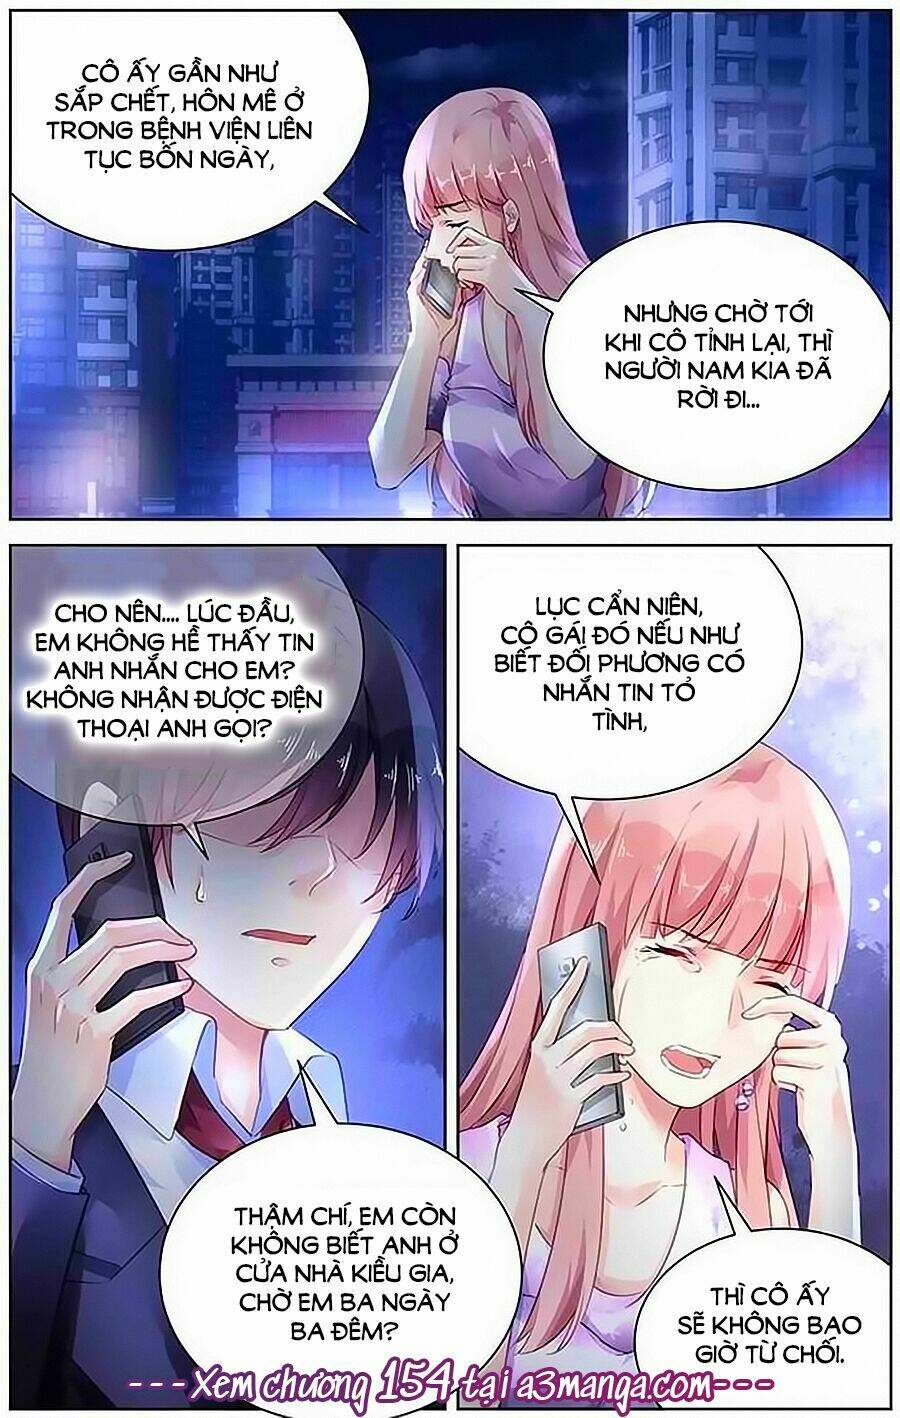 CÔ ẤY GẦN NHƯ
SẮP CHẾT, HÔN MÊ Ở
TRONG BỆNH VIỆN LIÊN
TỤC BỐN NGÀY,
NHƯNG CHỜ TỚI
KHI CÔ TỈNH LẠI, THÌ
NGƯỜI NAM KIA ĐÃ
RỜI ĐI...
CHO NÊN.... LÚC ĐẦU,
EM KHÔNG HỀ THẤY TIN
ANH NHẮN CHO EM?
KHÔNG NHẬN ĐƯỢC ĐIỆN
THOẠI ANH GỌI?
LỤC CẨN NIÊN,
CÔ GÁI ĐÓ NẾU NHƯ
BIẾT ĐỐI PHƯƠNG CÓ
NHẮN TIN TỎ
TÌNH,
THẬM CHÍ, EM CÒN
KHÔNG BIẾT ANH Ở
CỬA NHÀ KIỀU GIA,
CHỜ EM BA NGÀY
BA ĐÊM?
THÌ CÔ ẤY
SẼ KHÔNG BAO
GIỜ TỪ CHỐI.
---Xem chương 154 tại a3manga.com---